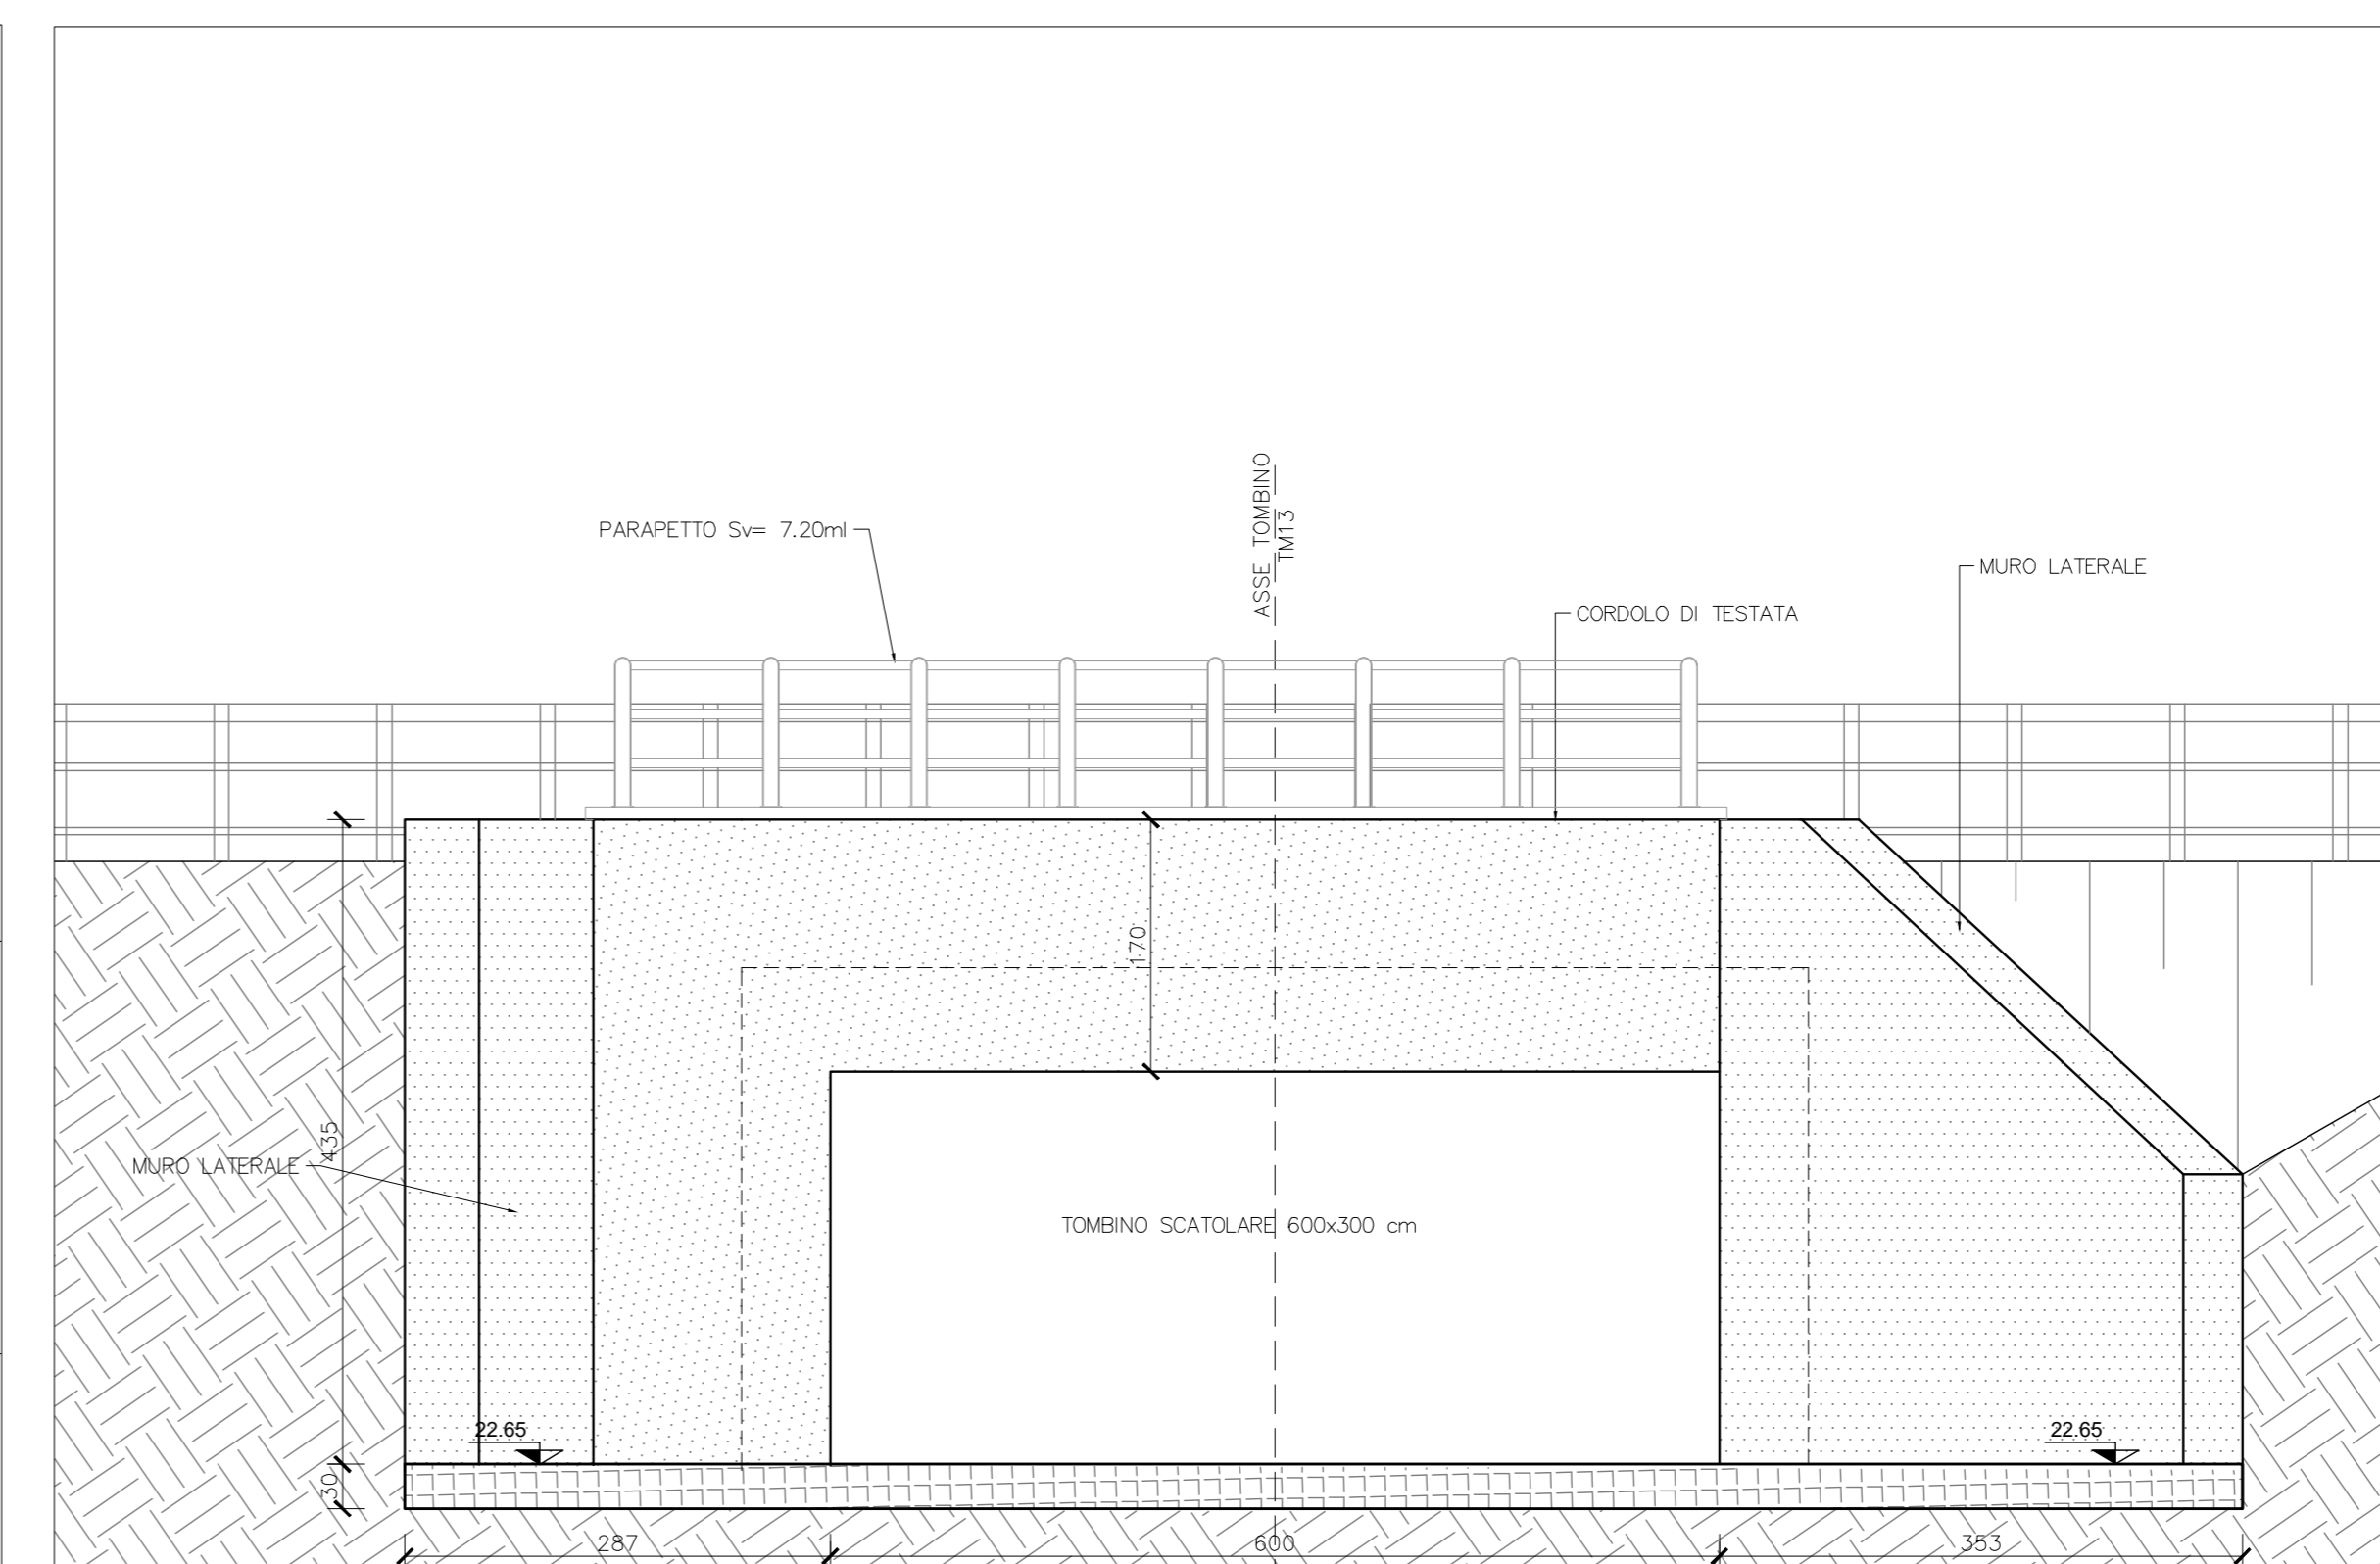 ASSE TOMBINO
TM13
PARAPETTO Sv= 7.20ml
MURO LATERALE
CORDOLO DI TESTATA
170
435
MURO LATERALE
TOMBINO SCATOLARE 600x300 cm
22.65
22.65
30
287
600
353